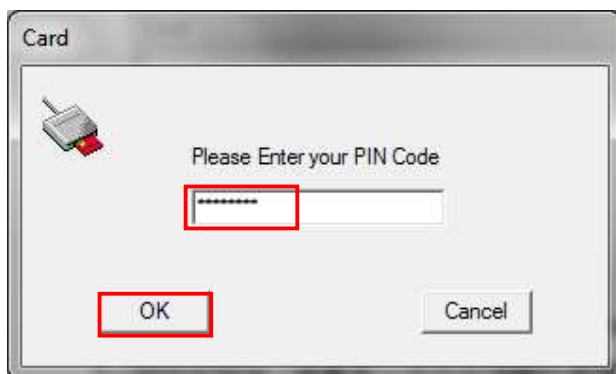 Card
Please Enter your PIN Code
********
OK
Cancel